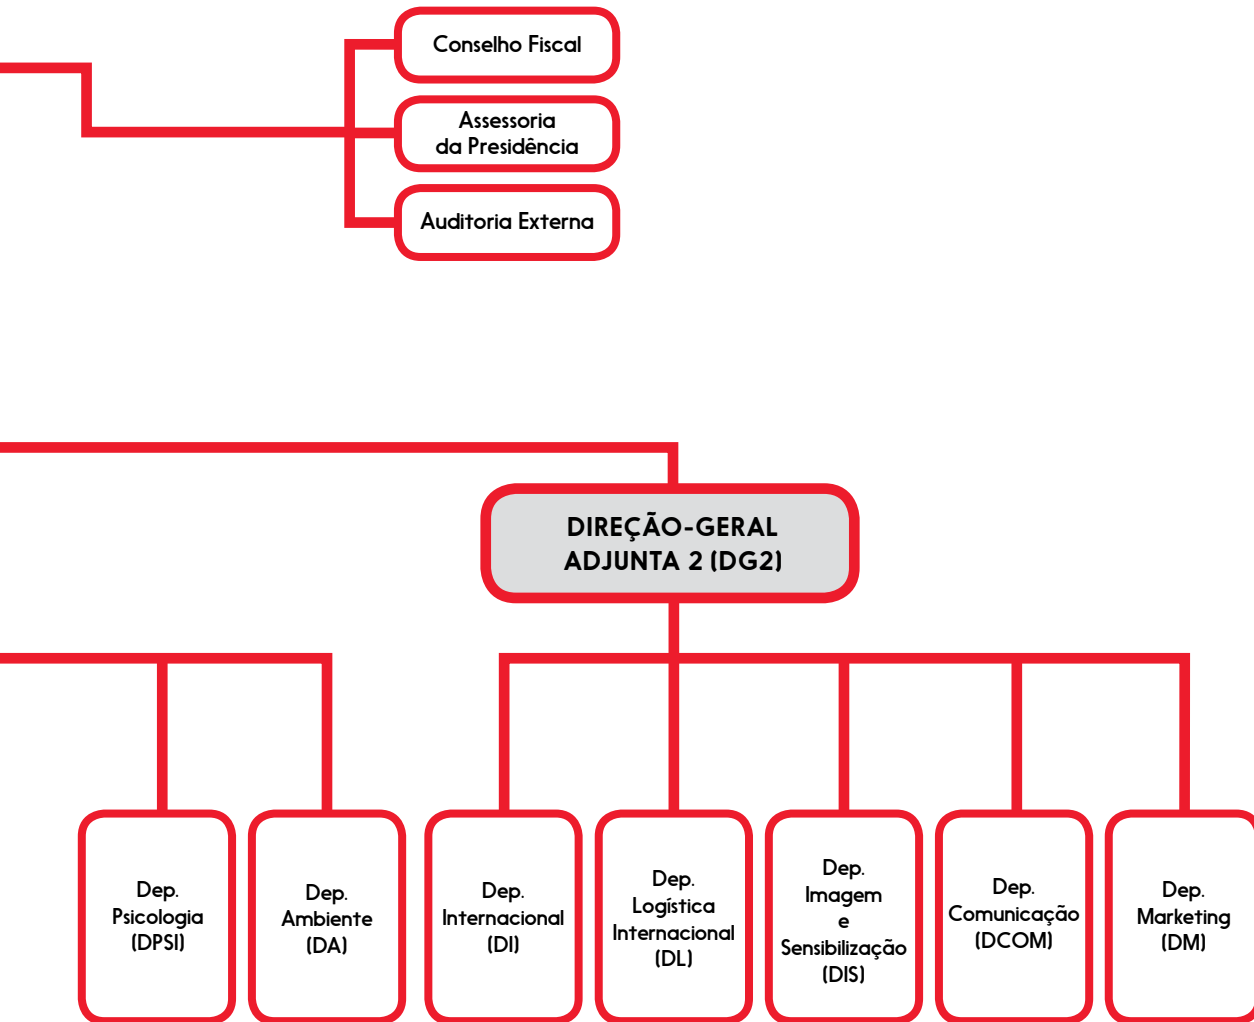 Conselho Fiscal
Assessoria
da Presidência
Auditoria Externa
DIREÇÃO-GERAL
ADJUNTA 2 (DG2)
Dep.
Psicologia
(DPSI)
Dep.
Ambiente
(DA)
Dep.
Internacional
(DI)
Dep.
Logística
Internacional
(DL)
Dep.
Imagem
e
Sensibilização
(DIS)
Dep.
Comunicação
(DCOM)
Dep.
Marketing
(DM)